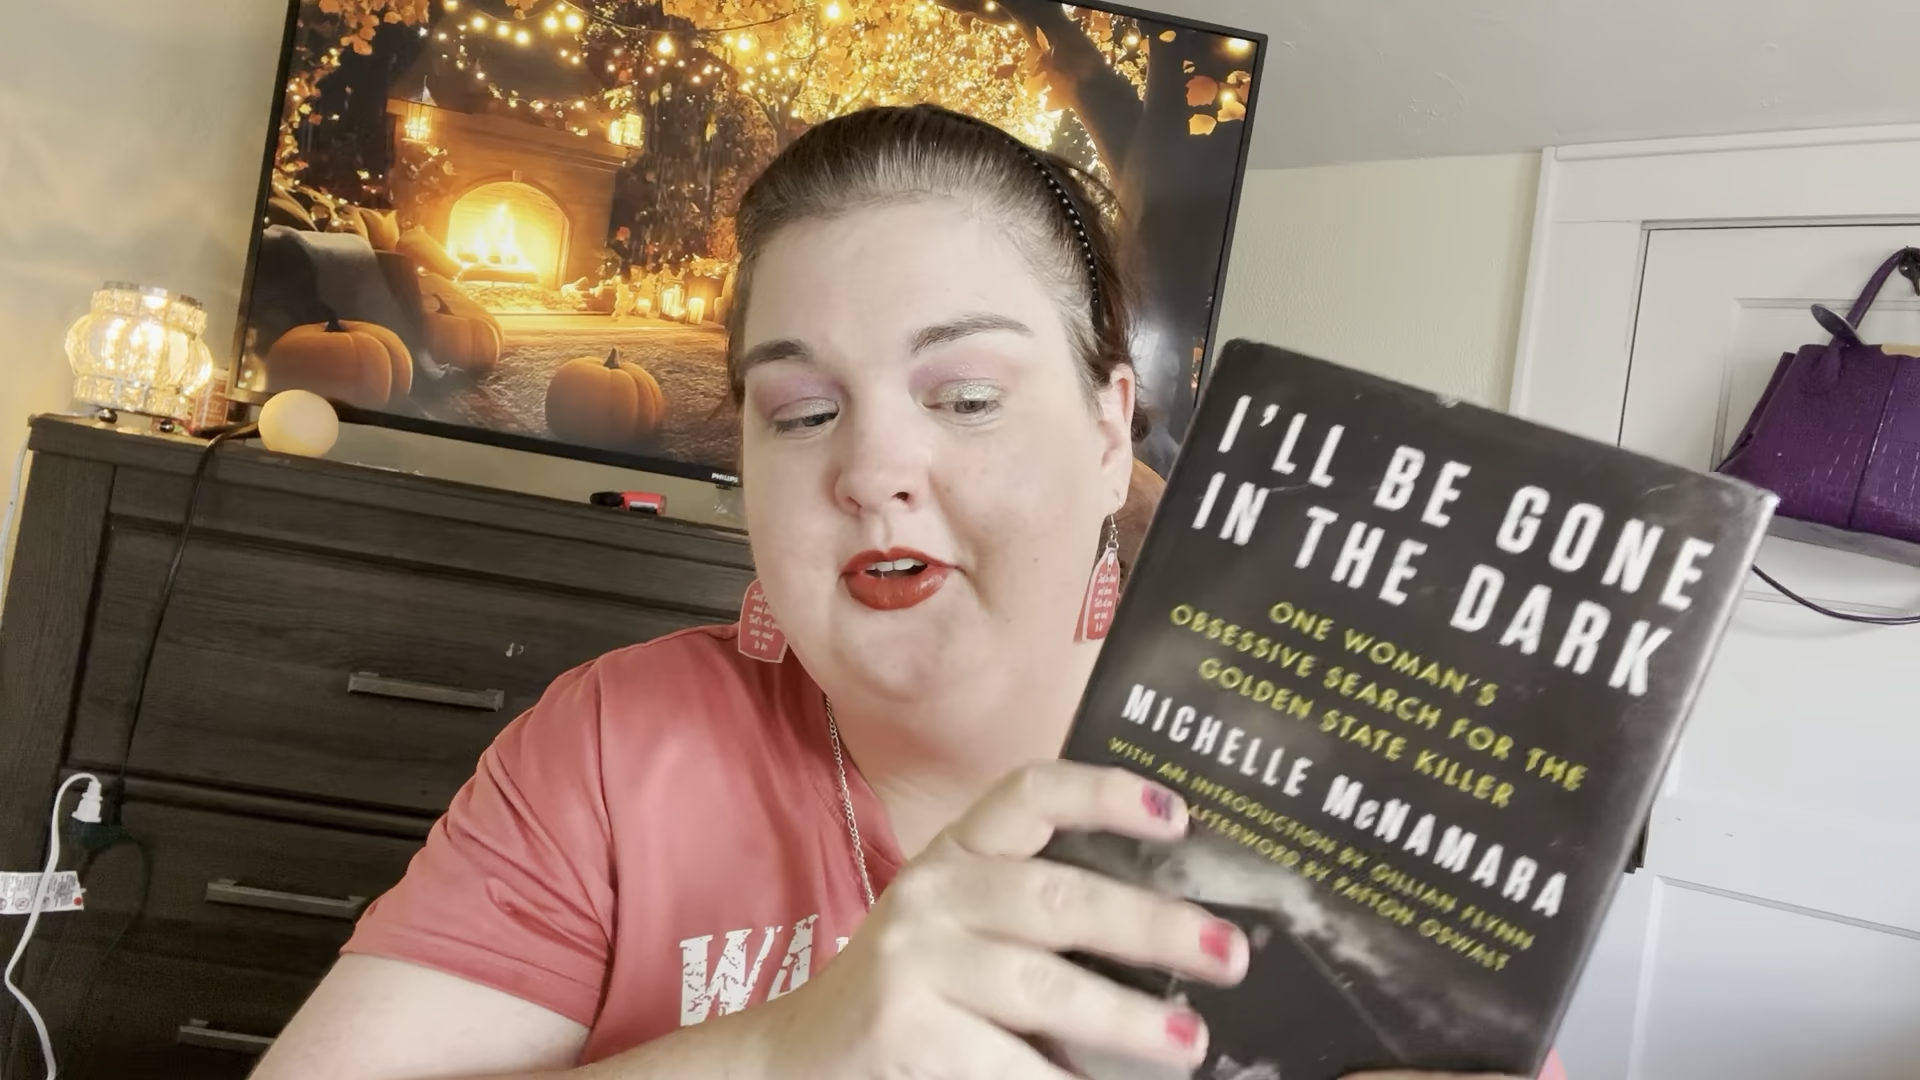 PHILIPS
I'LL BE GONE
IN THE DARK
ONE WOMAN'S
OBSESSIVE SEARCH FOR THE
GOLDEN STATE KILLER
MICHELLE McNAMARA
WITH AN INTRODUCTION BY GILLIAN FLYNN
AFTERWORD BY PATTON OSWALT